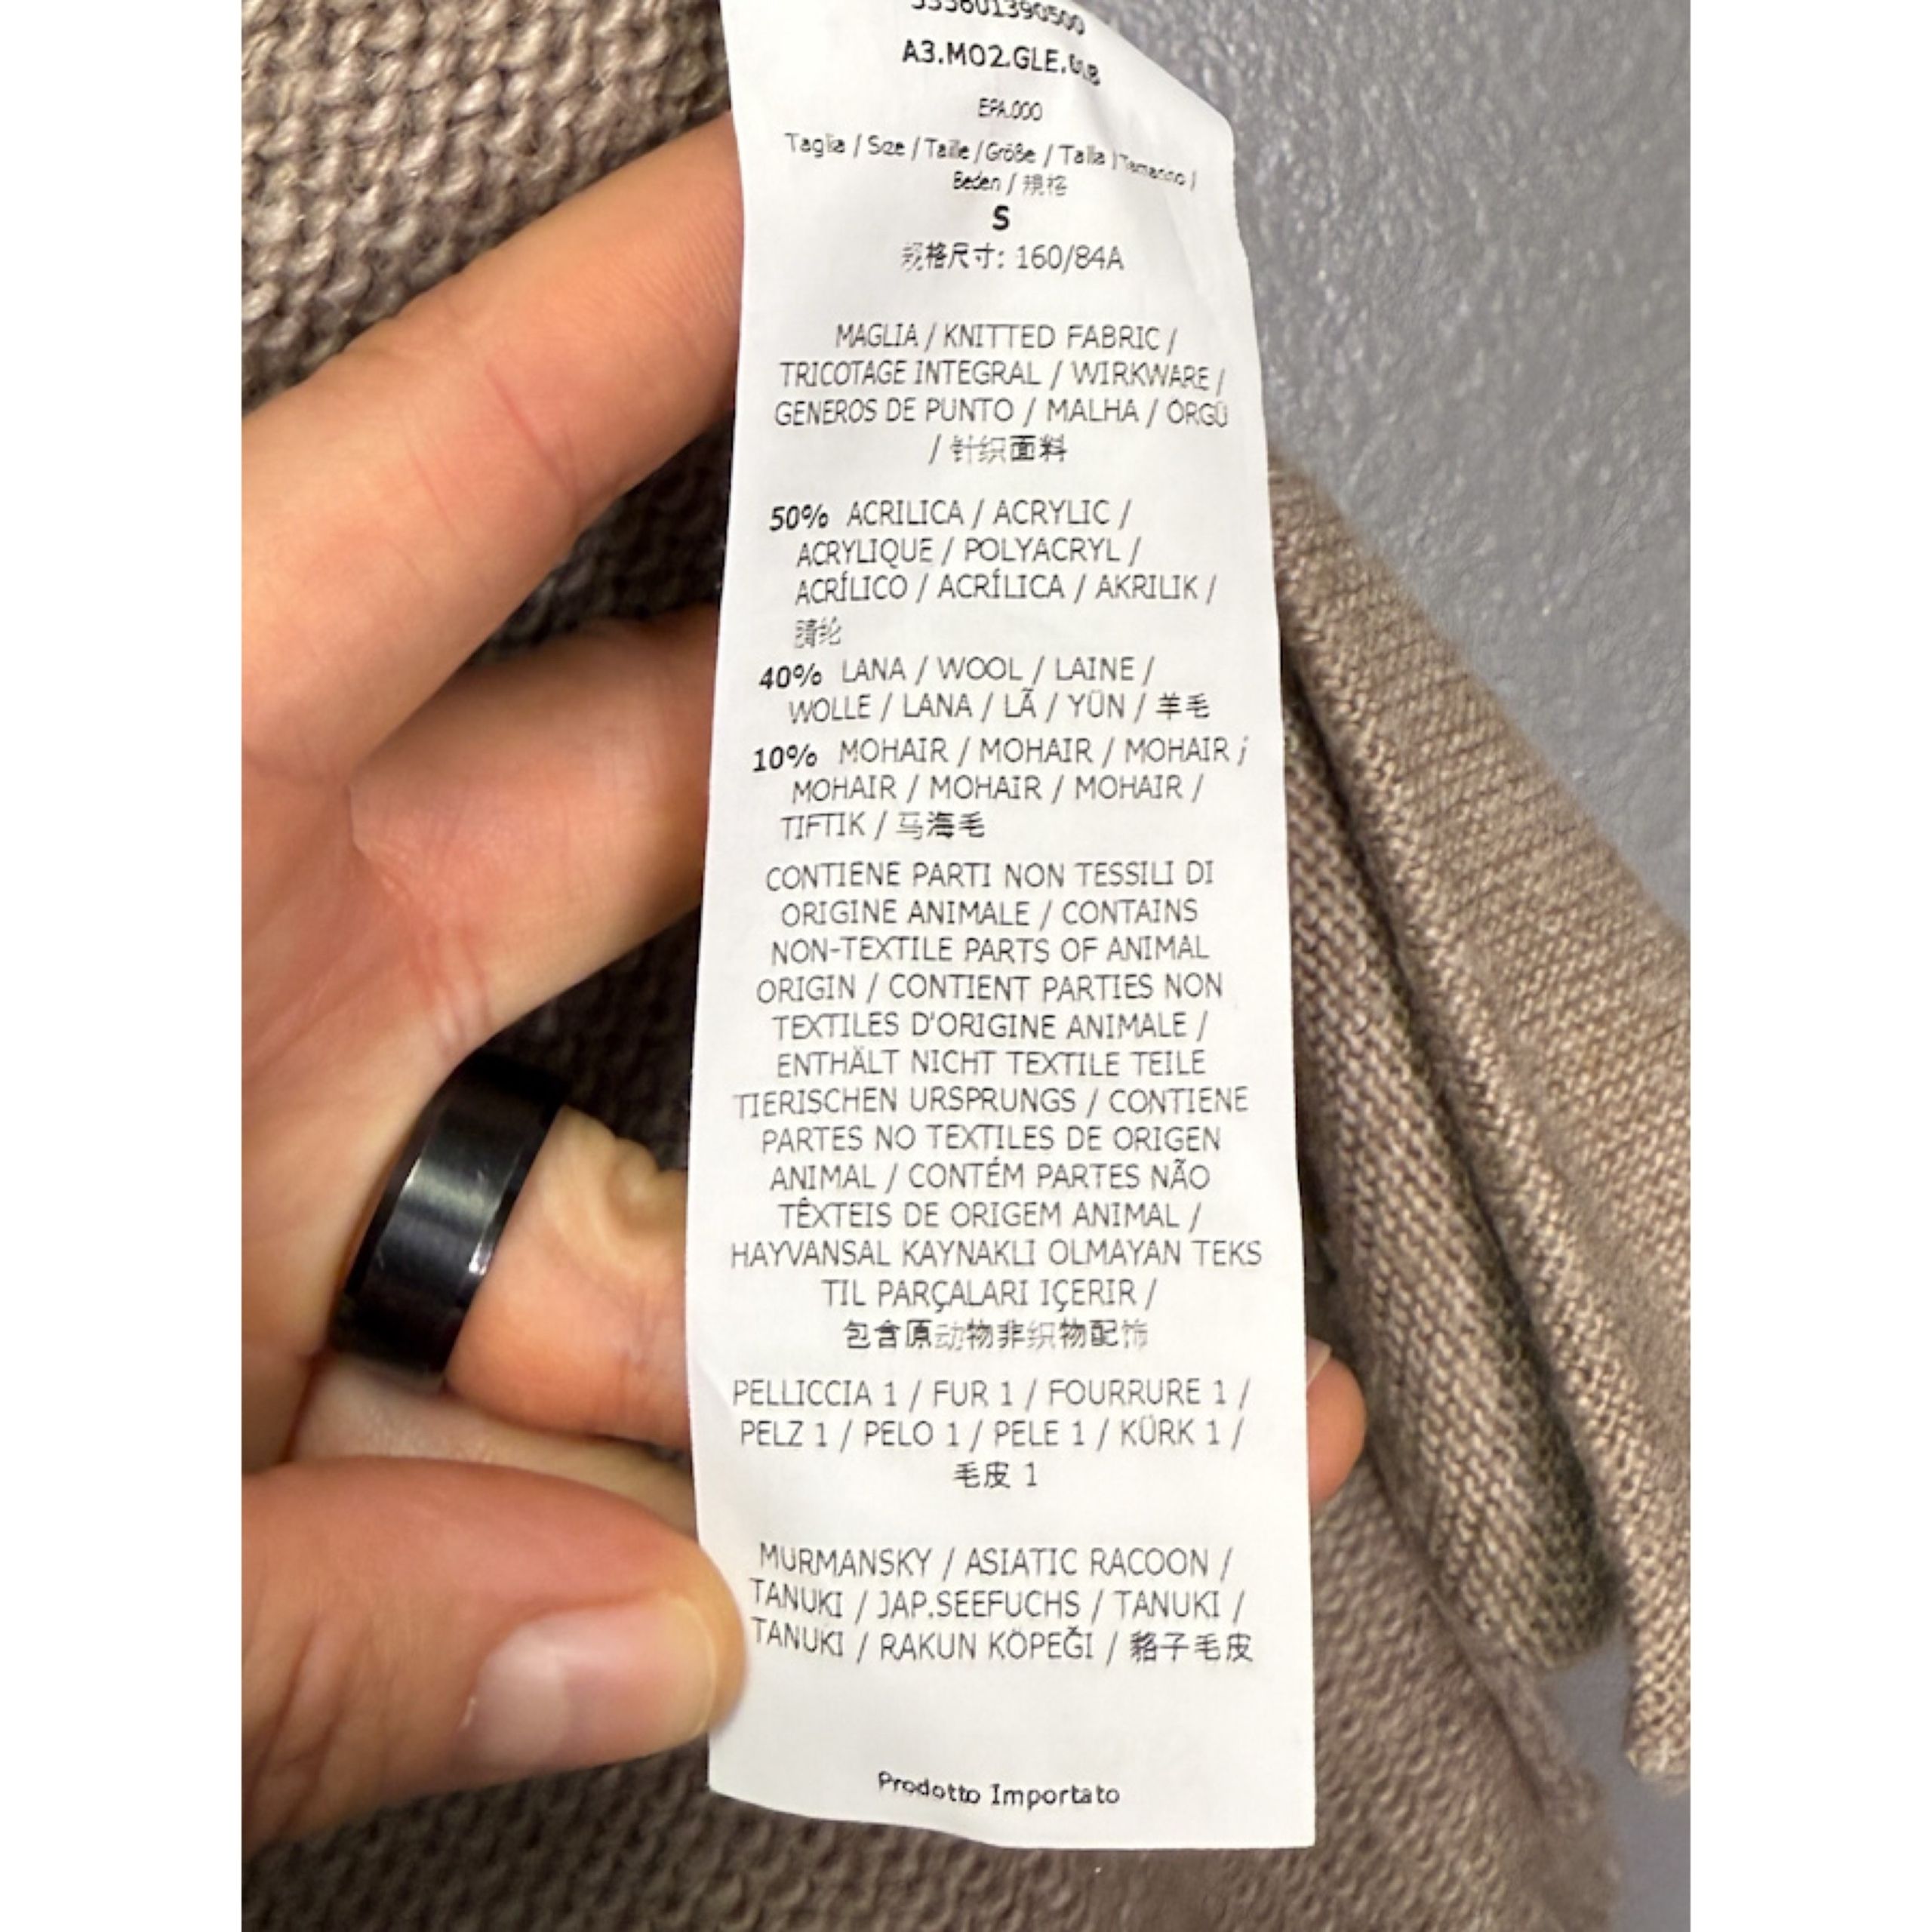 A3.M02.GLE.
EPA.000
Taglia / Size / Taille / Größe / Talla / Tamanho /
Beden / 規格
S
规格尺寸: 160/84A
MAGLIA / KNITTED FABRIC /
TRICOTAGE INTEGRAL / WIRKWARE /
GENEROS DE PUNTO / MALHA / ÖRGÜ
/ 针织面料
50% ACRILICA / ACRYLIC /
ACRYLIQUE / POLYACRYL /
ACRÍLICO / ACRÍLICA / AKRILIK /
腈纶
40% LANA / WOOL / LAINE /
WOLLE / LANA / LÃ / YÜN / 羊毛
10% MOHAIR / MOHAIR / MOHAIR /
MOHAIR / MOHAIR / MOHAIR /
TIFTIK / 马海毛
CONTIENE PARTI NON TESSILI DI
ORIGINE ANIMALE / CONTAINS
NON-TEXTILE PARTS OF ANIMAL
ORIGIN / CONTIENT PARTIES NON
TEXTILES D'ORIGINE ANIMALE /
ENTHÄLT NICHT TEXTILE TEILE
TIERISCHEN URSPRUNGS / CONTIENE
PARTES NO TEXTILES DE ORIGEN
ANIMAL / CONTÉM PARTES NÃO
TÊXTEIS DE ORIGEM ANIMAL /
HAYVANSAL KAYNAKLI OLMAYAN TEKS
TIL PARÇALARI IÇERIR /
包含原动物非织物配饰
PELLICCIA 1 / FUR 1 / FOURRURE 1 /
PELZ 1 / PELO 1 / PELE 1 / KÜRK 1 /
毛皮 1
MURMANSKY / ASIATIC RACOON /
TANUKI / JAP.SEEFUCHS / TANUKI /
TANUKI / RAKUN KÖPEĞI / 貉子毛皮
Prodotto Importato